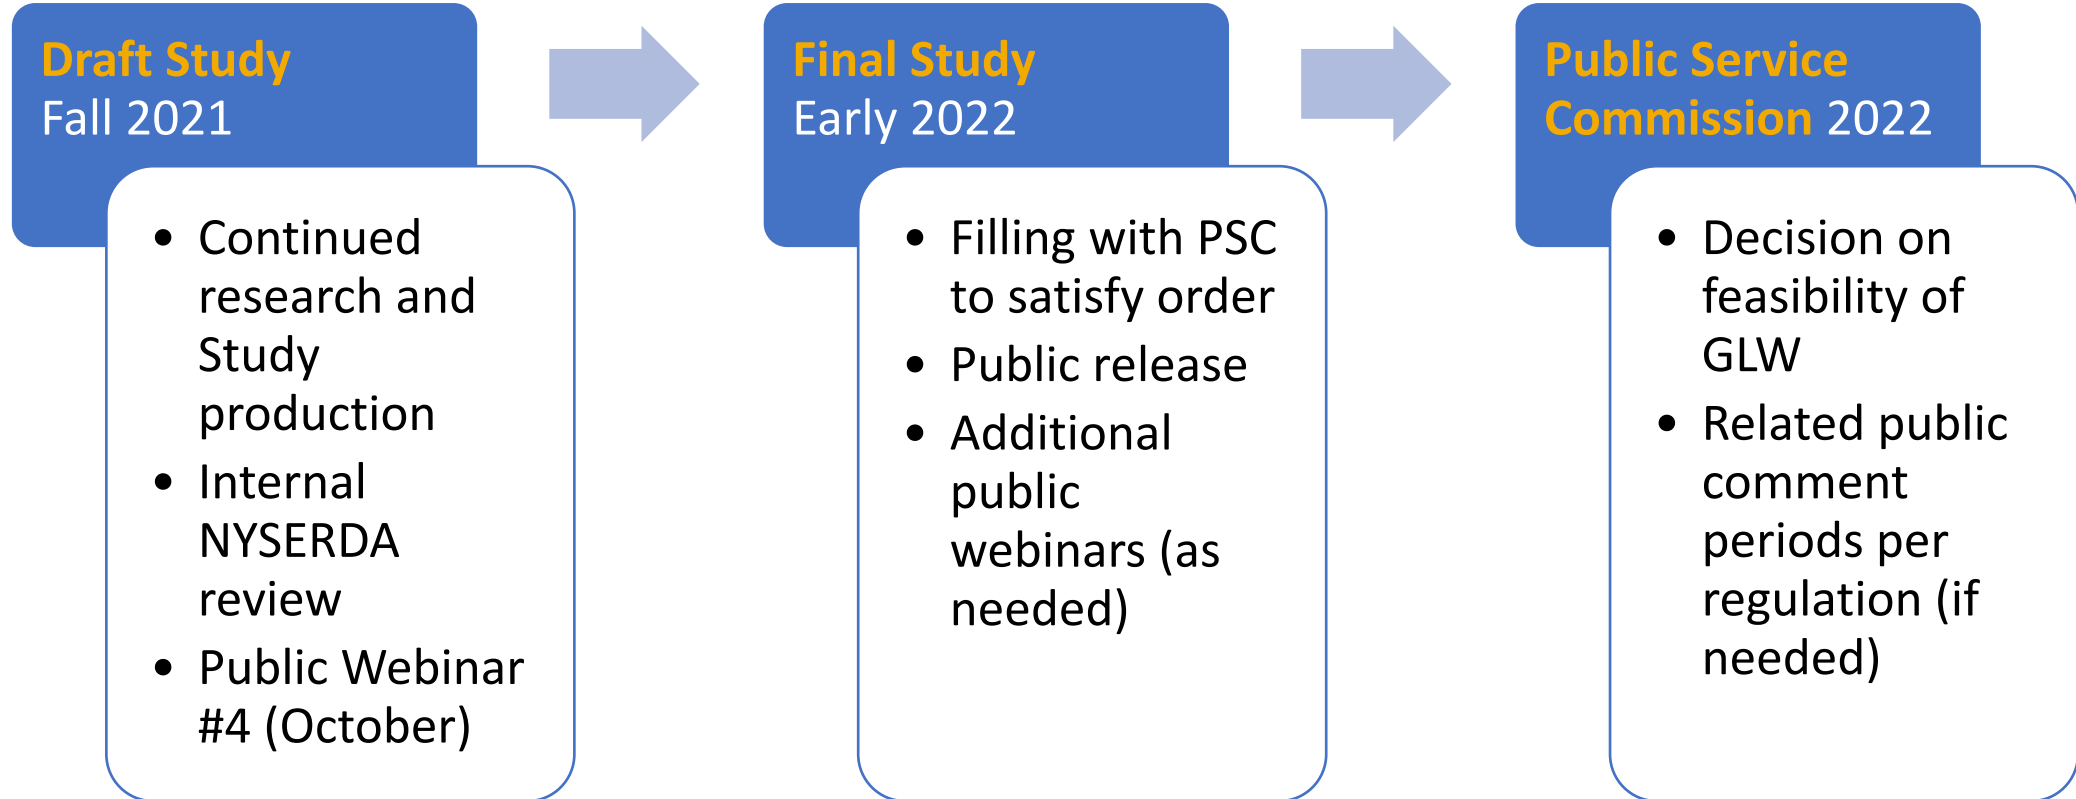 Draft Study
Fall 2021
• Continued
research and
Study
production
• Internal
NYSERDA
review
• Public Webinar
#4 (October)
Final Study
Early 2022
• Filling with PSC
to satisfy order
• Public release
• Additional
public
webinars (as
needed)
Public Service
Commission 2022
• Decision on
feasibility of
GLW
• Related public
comment
periods per
regulation (if
needed)